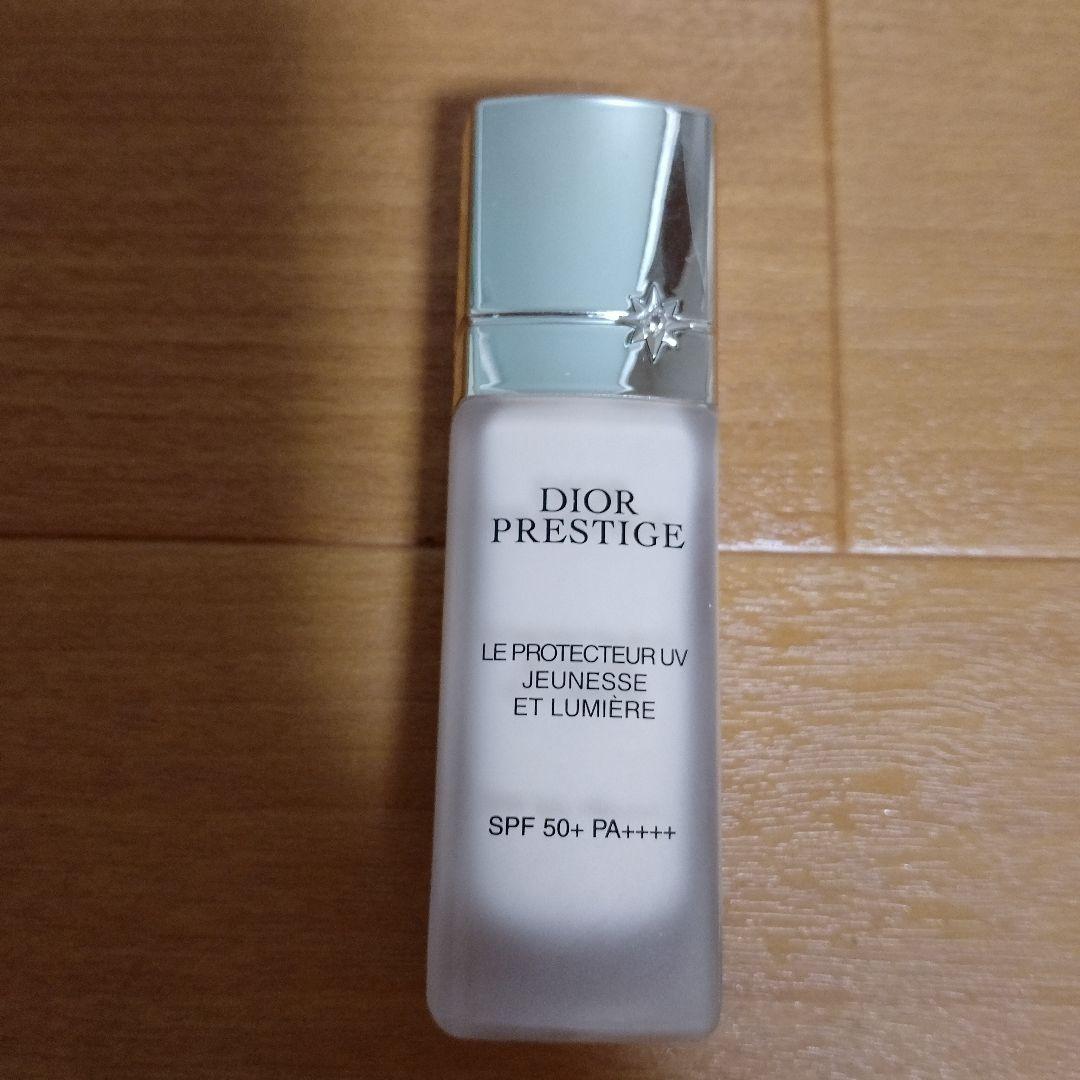 DIOR
PRESTIGE
LE PROTECTEUR UV
JEUNESSE
ET LUMIÈRE
SPF 50+ PA++++